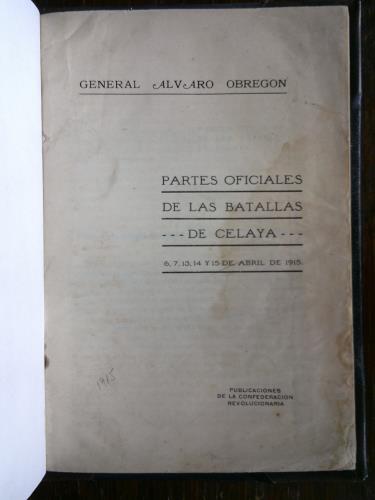 GENERAL ALVARO OBREGON
PARTES OFICIALES
DE LAS BATALLAS
--- DE CELAYA ---
6, 7, 13, 14 Y 15 DE ABRIL DE 1915.
1915
PUBLICACIONES
DE LA CONFEDERACION
REVOLUCIONARIA